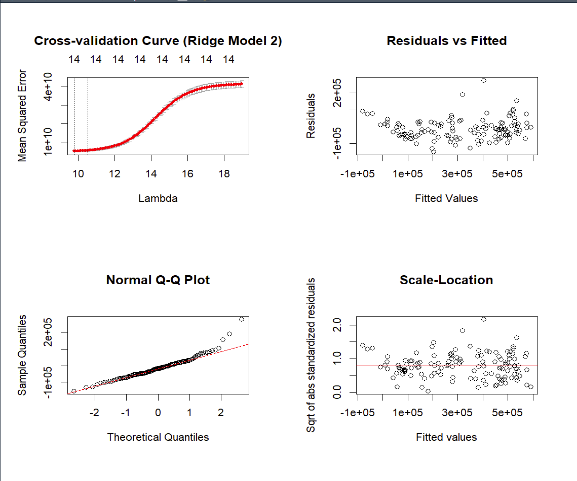 Cross-validation Curve (Ridge Model 2)
14 14 14 14 14 14 14 14
Mean Squared Error
1e+10
4e+10
10 12 14 16 18
Lambda
Residuals vs Fitted
Residuals
-1e+05
2e+05
-1e+05 1e+05 3e+05 5e+05
Fitted Values
Normal Q-Q Plot
Sample Quantiles
-1e+05
2e+05
-2 -1 0 1 2
Theoretical Quantiles
Scale-Location
Sqrt of abs standardized residuals
0.0 1.0 2.0
-1e+05 1e+05 3e+05 5e+05
Fitted values